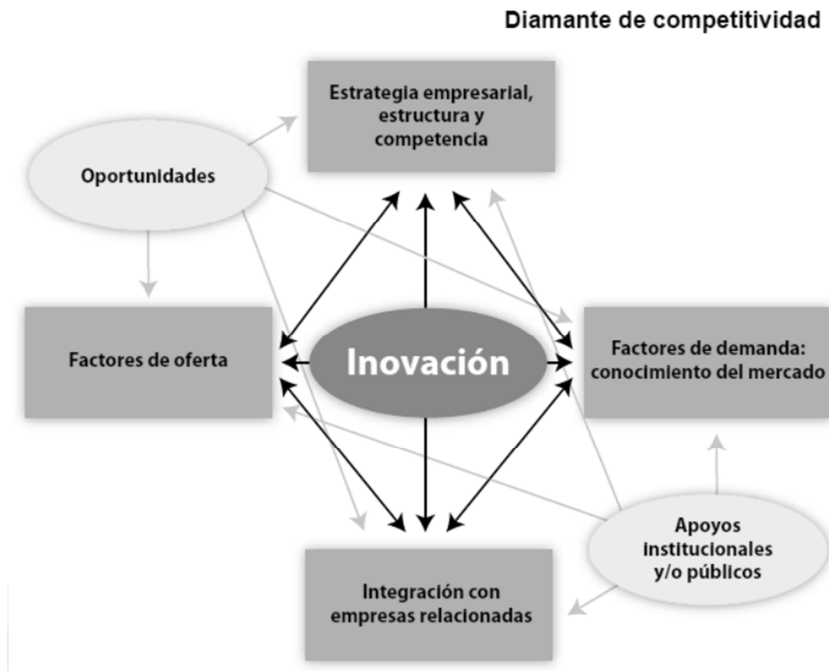 Diamante de competitividad
Estrategia empresarial,
estructura y
competencia
Oportunidades
Factores de oferta
Inovación
Factores de demanda:
conocimiento del mercado
Apoyos
institucionales
y/o públicos
Integración con
empresas relacionadas